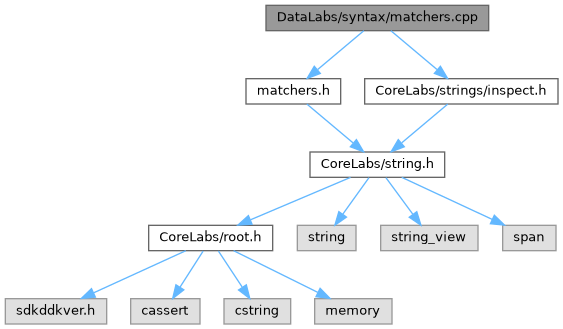 DataLabs/syntax/matchers.cpp
matchers.h
CoreLabs/strings/inspect.h
CoreLabs/string.h
CoreLabs/root.h
string
string_view
span
sdkddkver.h
cassert
cstring
memory